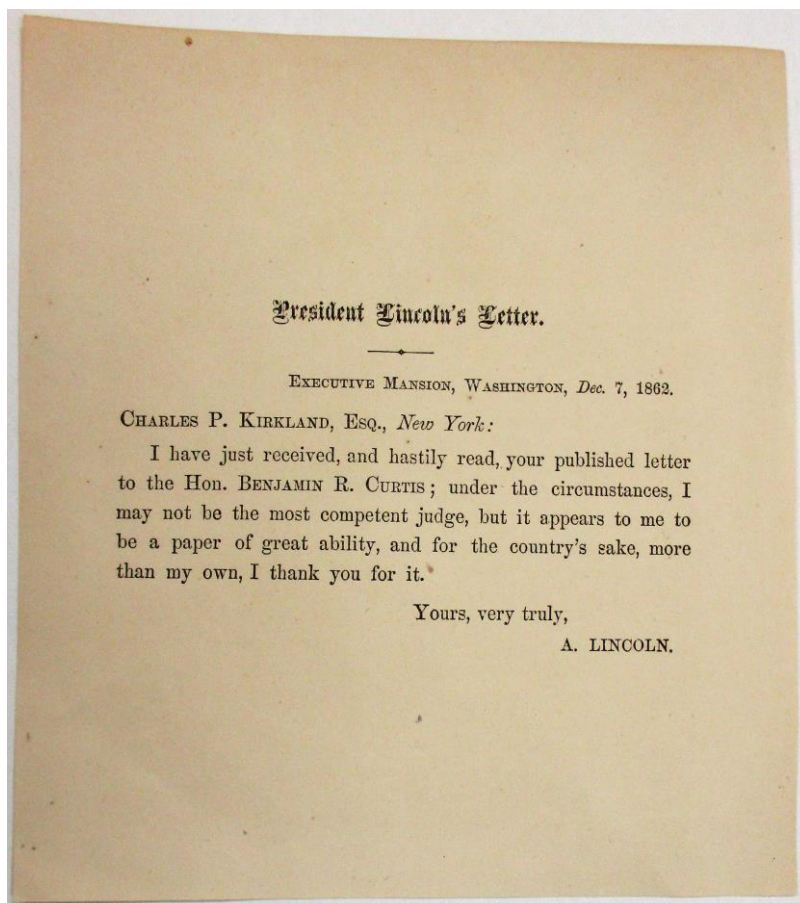 President Lincoln's Letter.
Executive Mansion, Washington, Dec. 7, 1862.
Charles P. Kirkland, Esq., New York:
I have just received, and hastily read, your published letter
to the Hon. Benjamin R. Curtis; under the circumstances, I
may not be the most competent judge, but it appears to me to
be a paper of great ability, and for the country's sake, more
than my own, I thank you for it.
Yours, very truly,
A. LINCOLN.